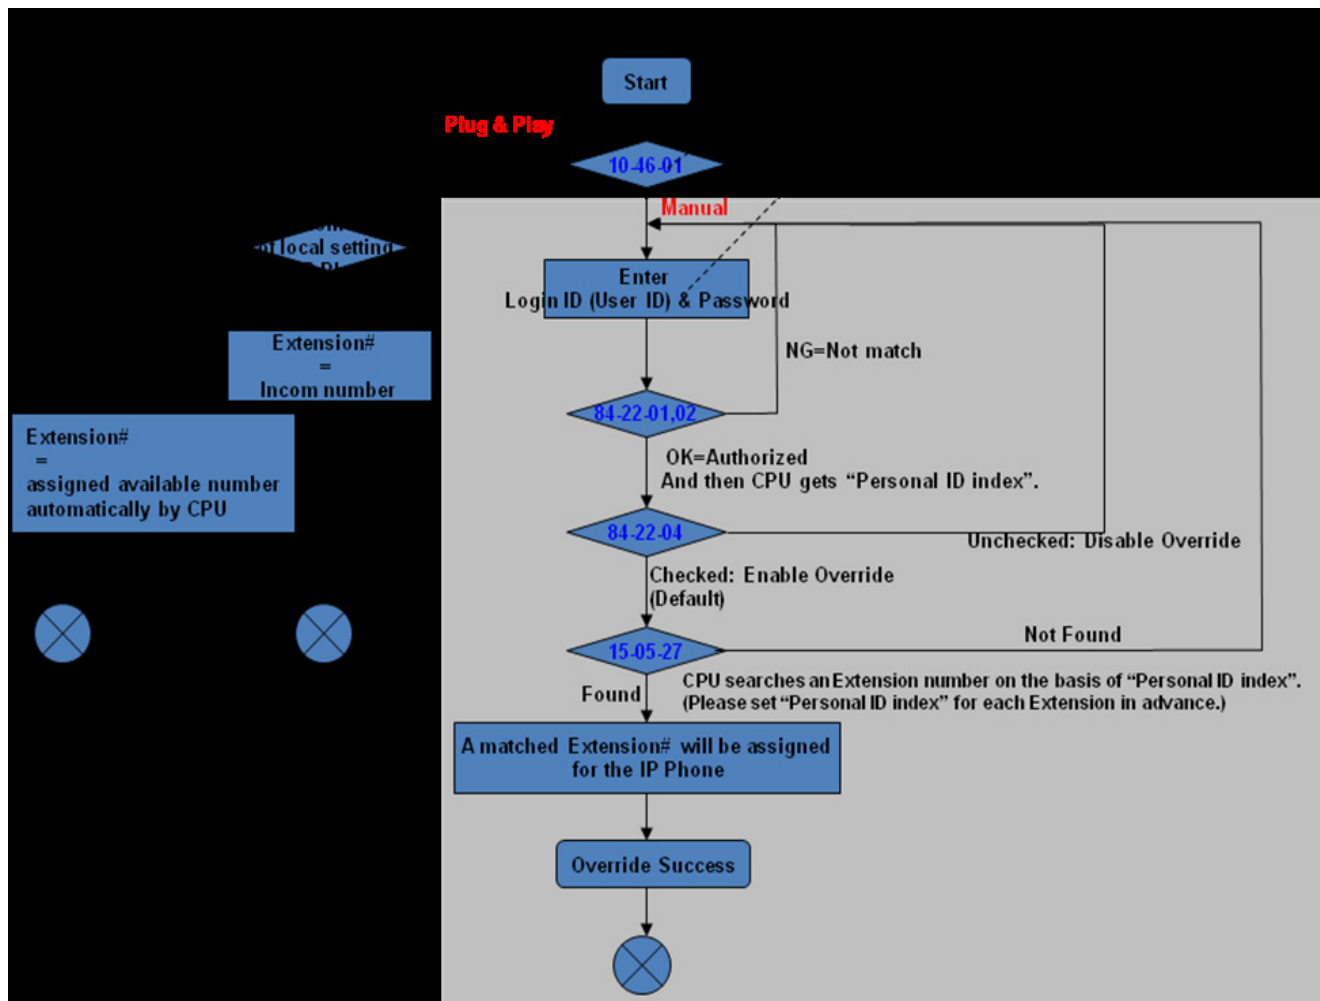 Start
Plug & Play
10-46-01
Manual
of local setting
Enter
Login ID (User ID) & Password
Extension#
=
Incom number
NG=Not match
84-22-01,02
Extension#
=
assigned available number
automatically by CPU
OK=Authorized
And then CPU gets “Personal ID index”.
84-22-04
Unchecked: Disable Override
Checked: Enable Override
(Default)
15-05-27
Not Found
Found
CPU searches an Extension number on the basis of “Personal ID index”.
(Please set “Personal ID index” for each Extension in advance.)
A matched Extension# will be assigned
for the IP Phone
Override Success